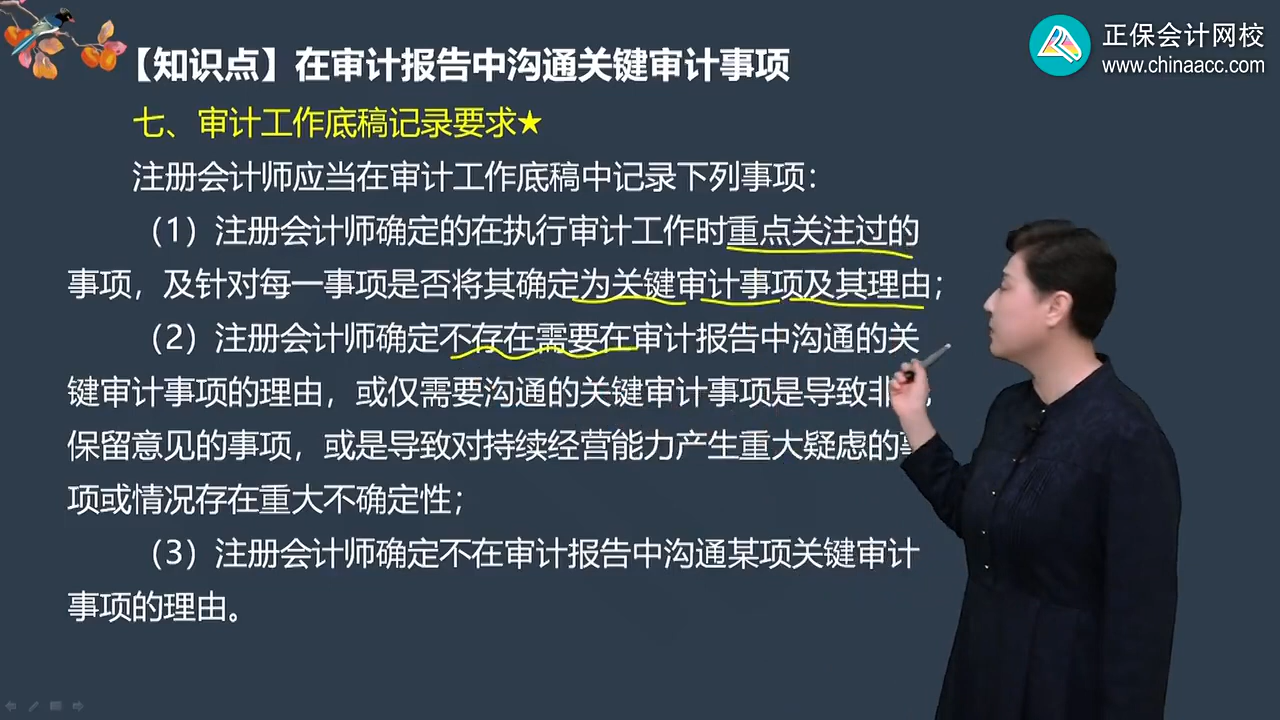 正保会计网校
www.chinaacc.com
【知识点】在审计报告中沟通关键审计事项
七、审计工作底稿记录要求★
注册会计师应当在审计工作底稿中记录下列事项：
（1）注册会计师确定的在执行审计工作时重点关注过的
事项，及针对每一事项是否将其确定为关键审计事项及其理由；
（2）注册会计师确定不存在需要在审计报告中沟通的关
键审计事项的理由，或仅需要沟通的关键审计事项是导致非
保留意见的事项，或是导致对持续经营能力产生重大疑虑的
项或情况存在重大不确定性；
（3）注册会计师确定不在审计报告中沟通某项关键审计
事项的理由。